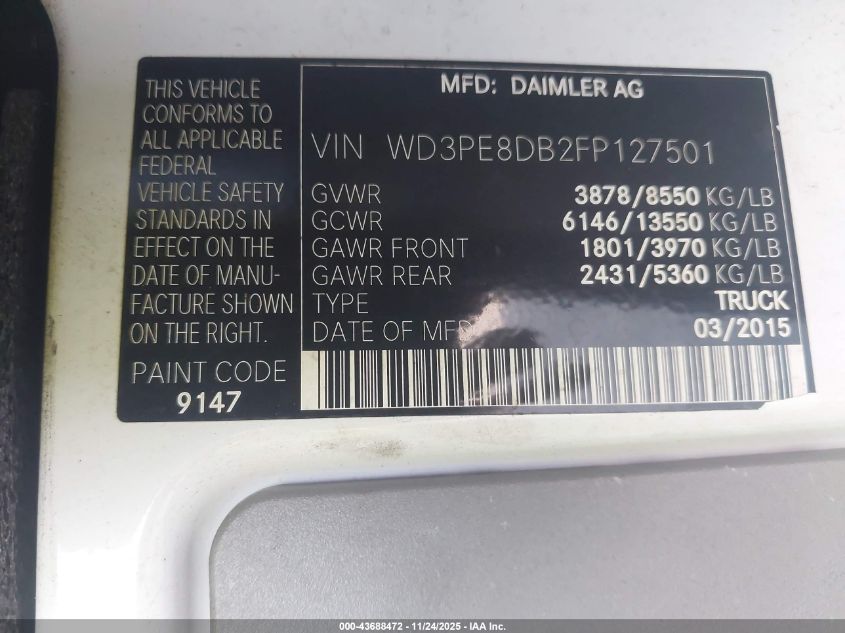 THIS VEHICLE
CONFORMS TO
ALL APPLICABLE
FEDERAL
VEHICLE SAFETY
STANDARDS IN
EFFECT ON THE
DATE OF MANU-
FACTURE SHOWN
ON THE RIGHT.
PAINT CODE
9147
MFD: DAIMLER AG
VIN WD3PE8DB2FP127501
GVWR 3878/8550 KG/LB
GCWR 6146/13550 KG/LB
GAWR FRONT 1801/3970 KG/LB
GAWR REAR 2431/5360 KG/LB
TYPE TRUCK
DATE OF MFD 03/2015
000-43688472 - 11/24/2025 - IAA Inc.